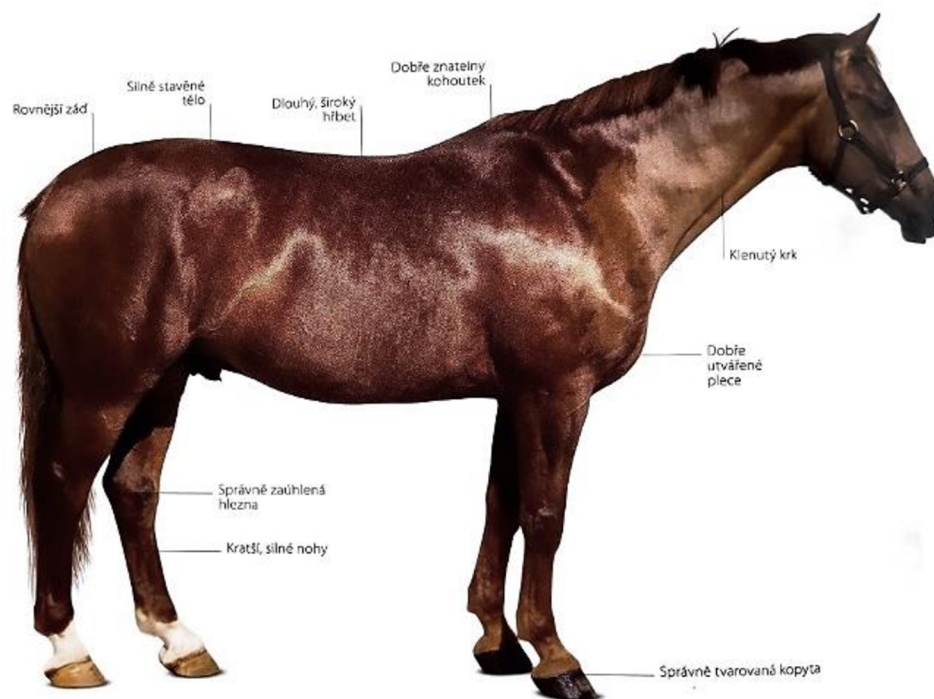 Dobře znatelny
kohoutek
Silně stavěné
tělo
Dlouhý, široký
hřbet
Rovnější záď
Klenutý krk
Dobře
utvářené
plece
Správně zaúhlená
hlezna
Kratší, silné nohy
Správně tvarovaná kopyta